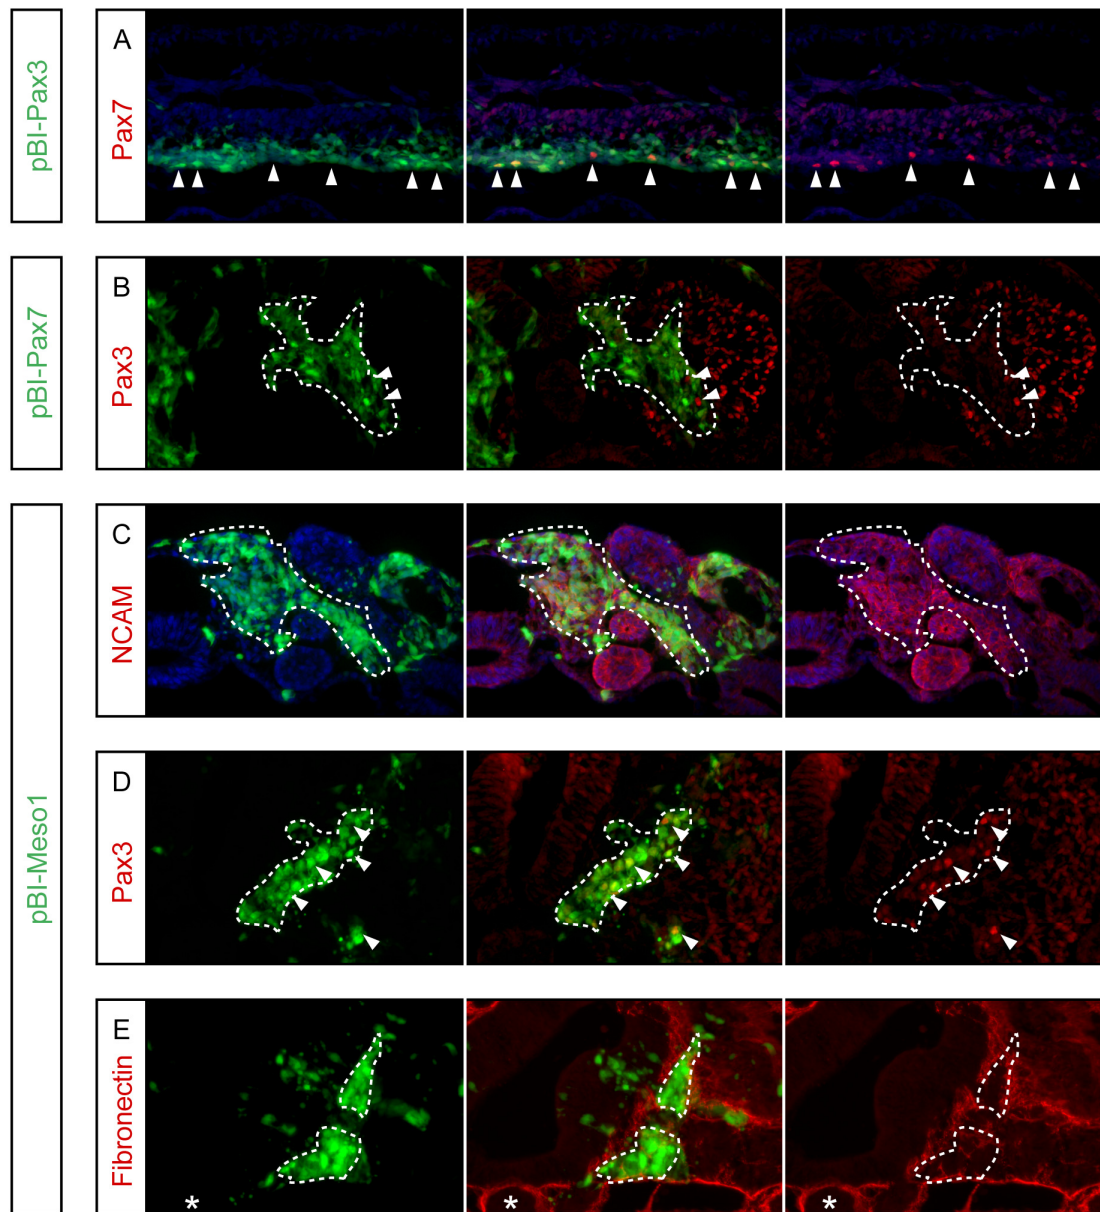 pBI-Pax3
A
Pax7
pBI-Pax7
B
Pax3
pBI-Meso1
C
NCAM
D
Pax3
E
Fibronectin
* * *